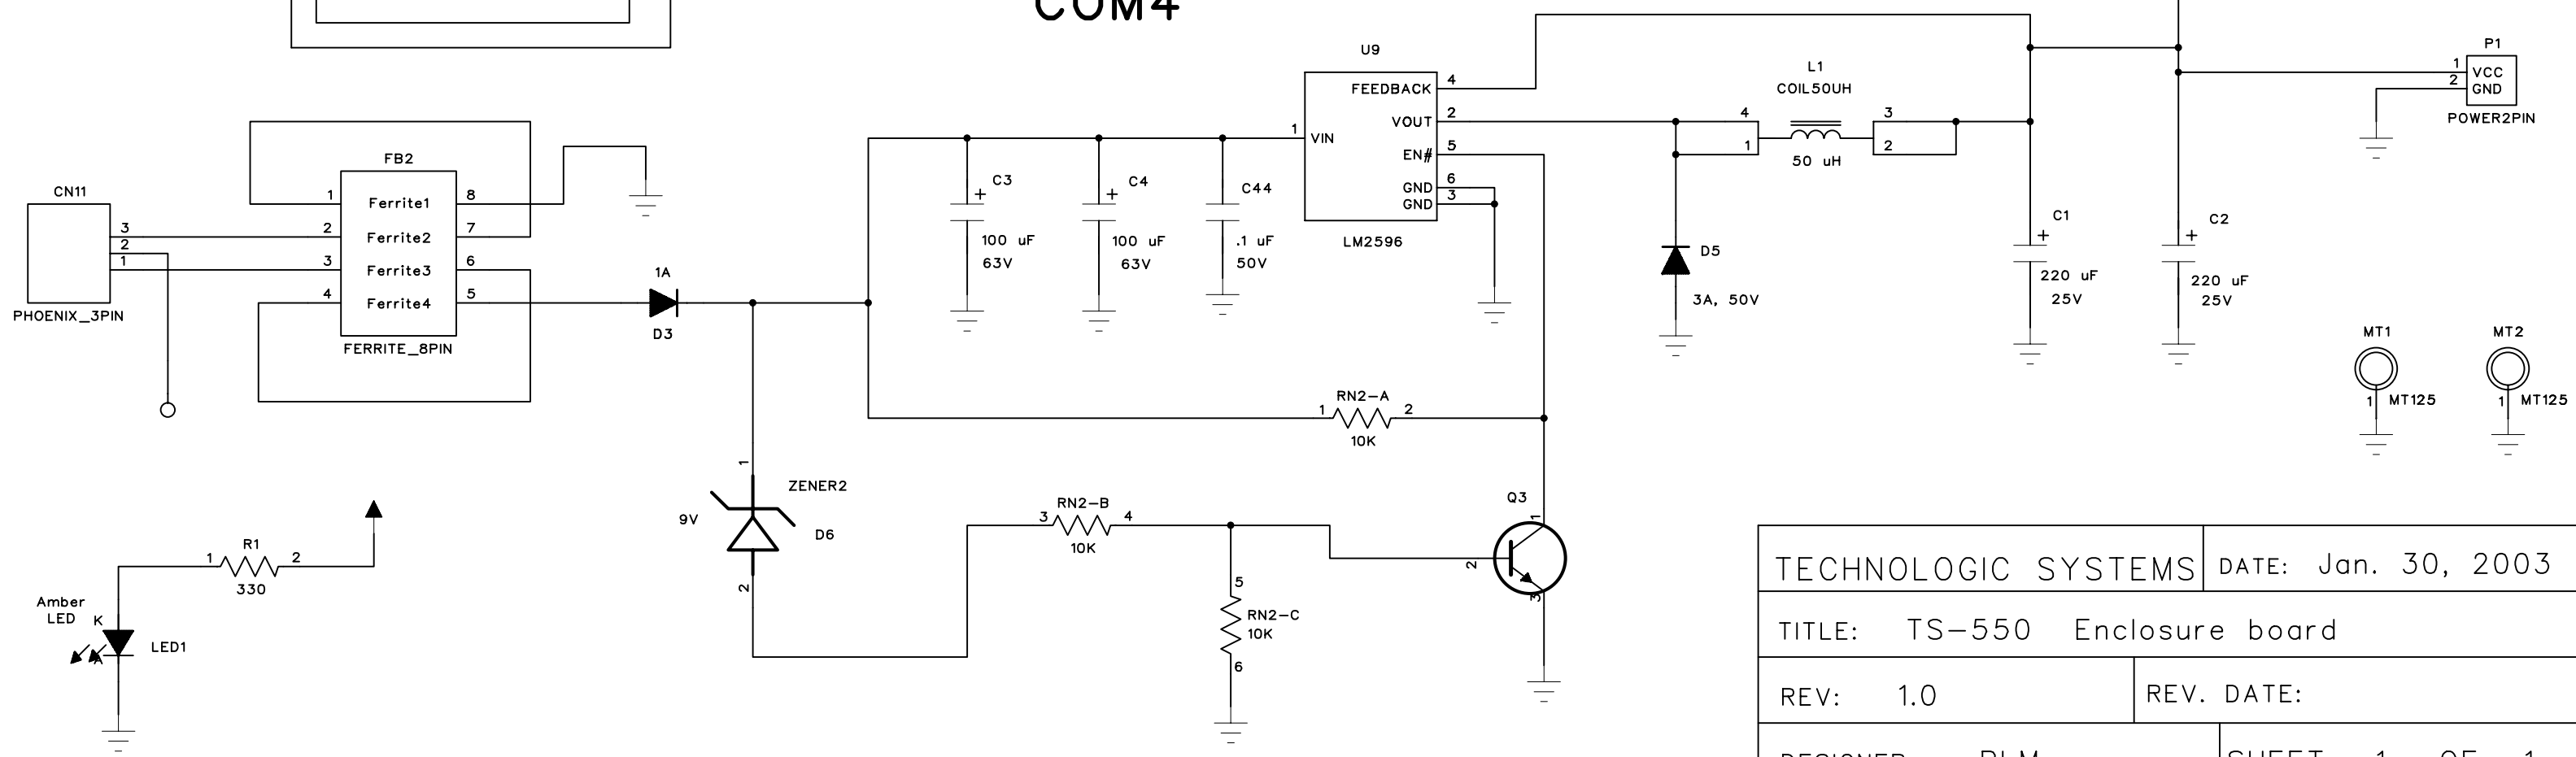 COM4
U9
P1
1 VCC
2 GND
POWER2PIN
FEEDBACK 4
VOUT 2
EN# 5
GND 6
GND 3
1 VIN
LM2596
L1
COIL50UH
4 3
1 2
50 uH
FB2
1 Ferrite1 8
2 Ferrite2 7
3 Ferrite3 6
4 Ferrite4 5
FERRITE_8PIN
CN11
3
2
1
PHOENIX_3PIN
1A
D3
C3
+
100 uF
63V
C4
+
100 uF
63V
C44
.1 uF
50V
D5
3A, 50V
C1
+
220 uF
25V
C2
+
220 uF
25V
MT1
1 MT125
MT2
1 MT125
RN2-A
1 2
10K
1
ZENER2
9V
D6
2
RN2-B
3 4
10K
5
RN2-C
10K
6
Q3
1
2
3
R1
1 2
330
Amber
LED
K
A
LED1
TECHNOLOGIC SYSTEMS DATE: Jan. 30, 2003
TITLE: TS-550 Enclosure board
REV: 1.0 REV. DATE:
DESIGNER RLM SHEET 1 OF 1